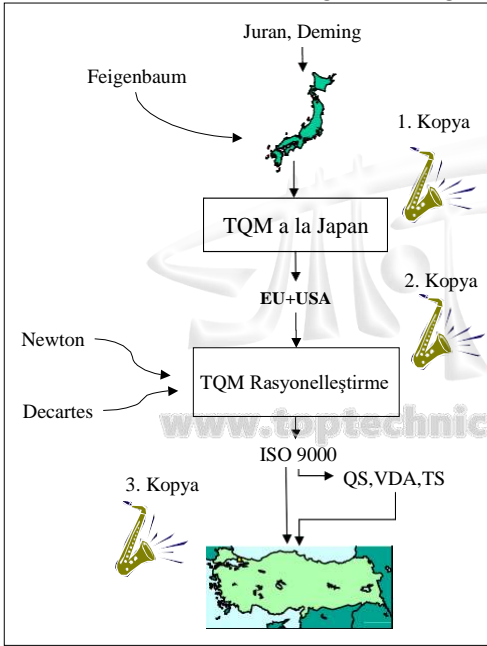 Juran, Deming
Feigenbaum
1. Kopya
TQM a la Japan
2. Kopya
EU+USA
Newton
TQM Rasyonelleştirme
Decartes
www.toptechnic
ISO 9000
QS,VDA,TS
3. Kopya